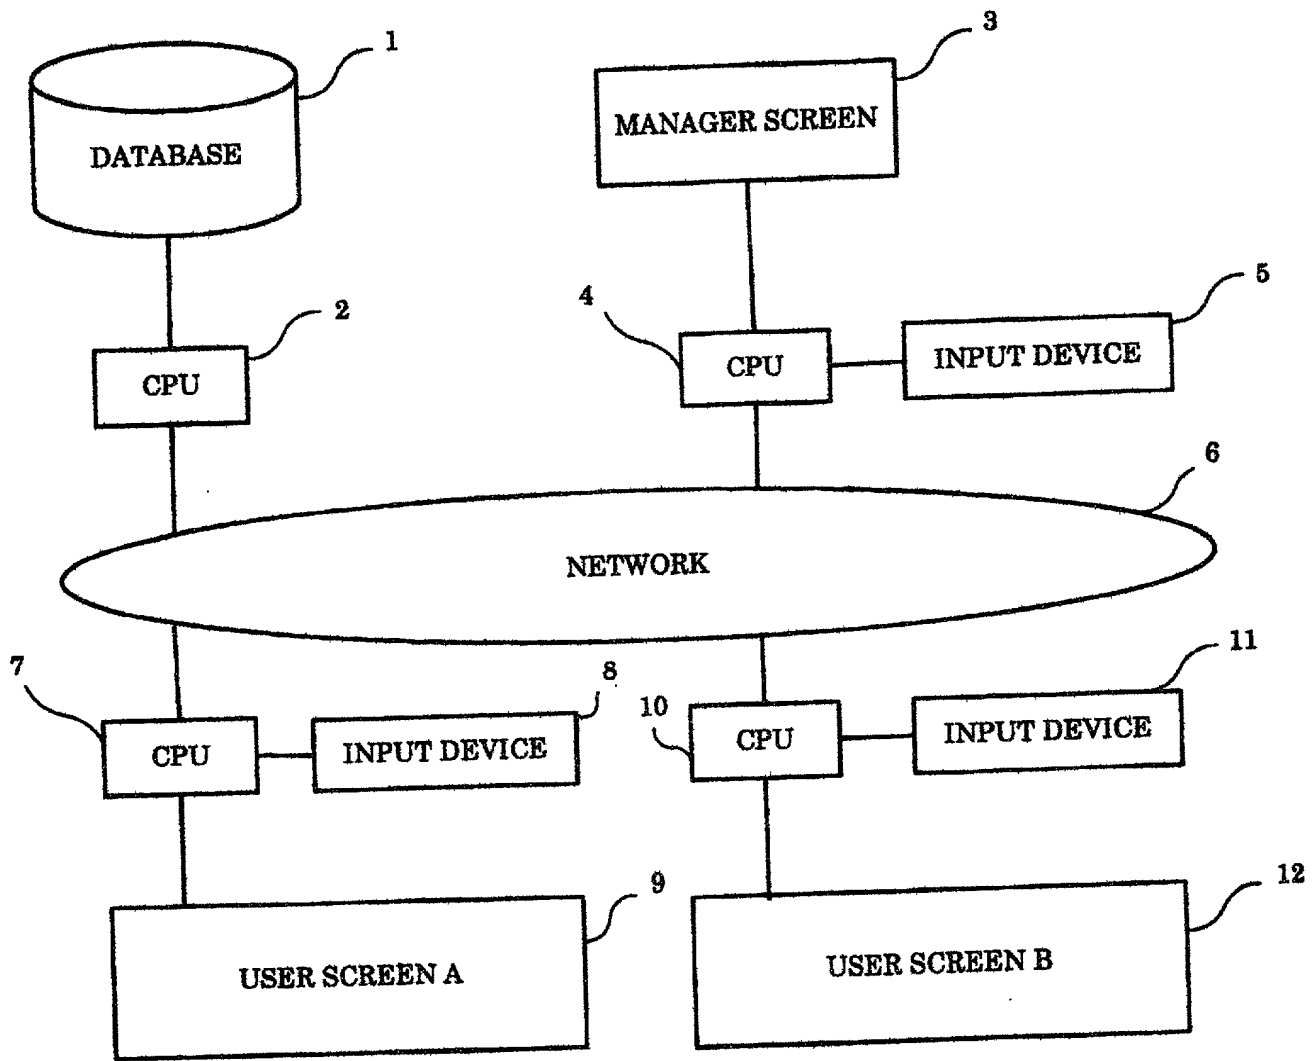 1
DATABASE
3
MANAGER SCREEN
2
CPU
4
CPU
5
INPUT DEVICE
6
NETWORK
7
CPU
8
INPUT DEVICE
10
CPU
11
INPUT DEVICE
9
USER SCREEN A
12
USER SCREEN B